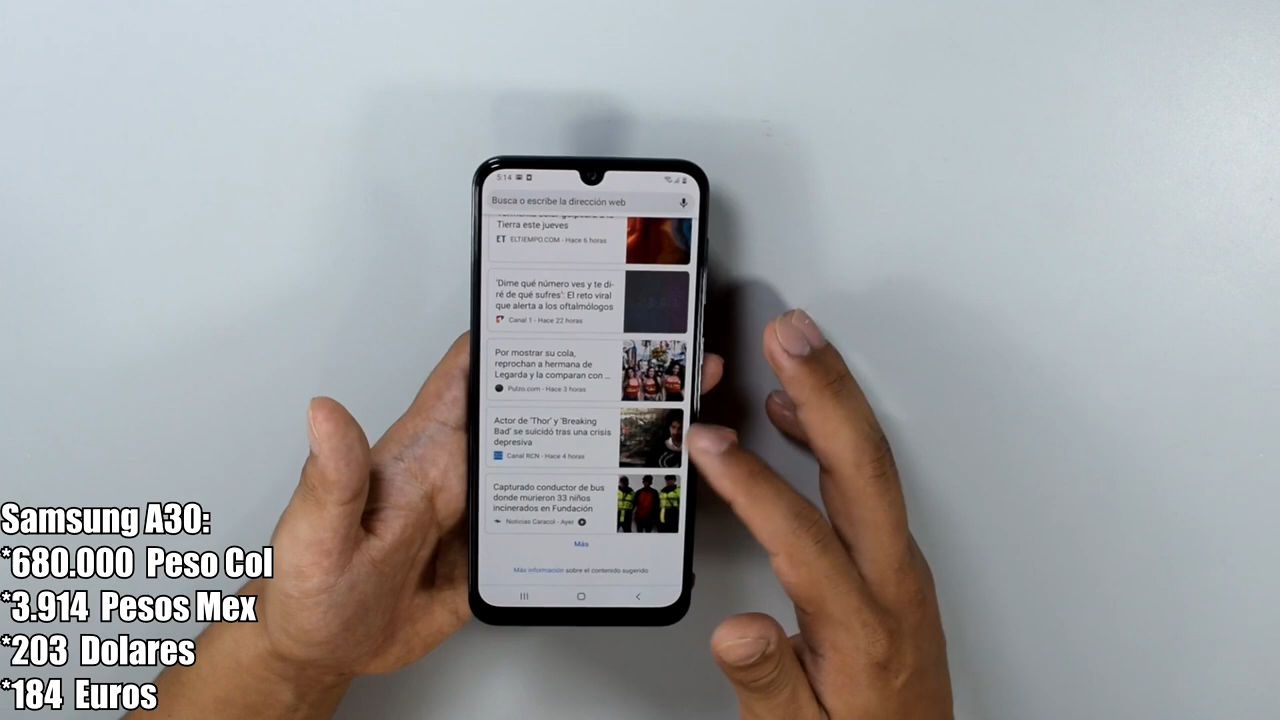 5:14
Busca o escribe la dirección web
Tierra este jueves
ELTIEMPO.COM - Hace 6 horas
'Dime qué número ves y te di-
ré de qué sufres': El reto viral
que alerta a los oftalmólogos
Canal 1 - Hace 22 horas
Por mostrar su cola,
reprochan a hermana de
Legarda y la comparan con ...
Pulzo.com - Hace 3 horas
Actor de 'Thor' y 'Breaking
Bad' se suicidó tras una crisis
depresiva
Canal RCN - Hace 4 horas
Capturado conductor de bus
donde murieron 33 niños
incinerados en Fundación
Noticias Caracol - Ayer
Más
Más información sobre el contenido sugerido
Samsung A30:
*680.000 Peso Col
*3.914 Pesos Mex
*203 Dolares
*184 Euros